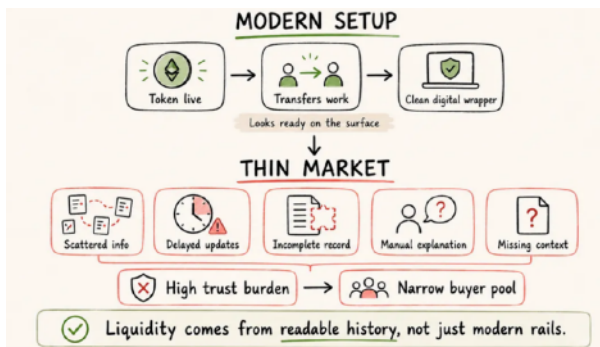 MODERN SETUP
Token live
Transfers work
Clean digital wrapper
Looks ready on the surface
THIN MARKET
Scattered info
Delayed updates
Incomplete record
Manual explanation
Missing context
High trust burden
Narrow buyer pool
Liquidity comes from readable history, not just modern rails.